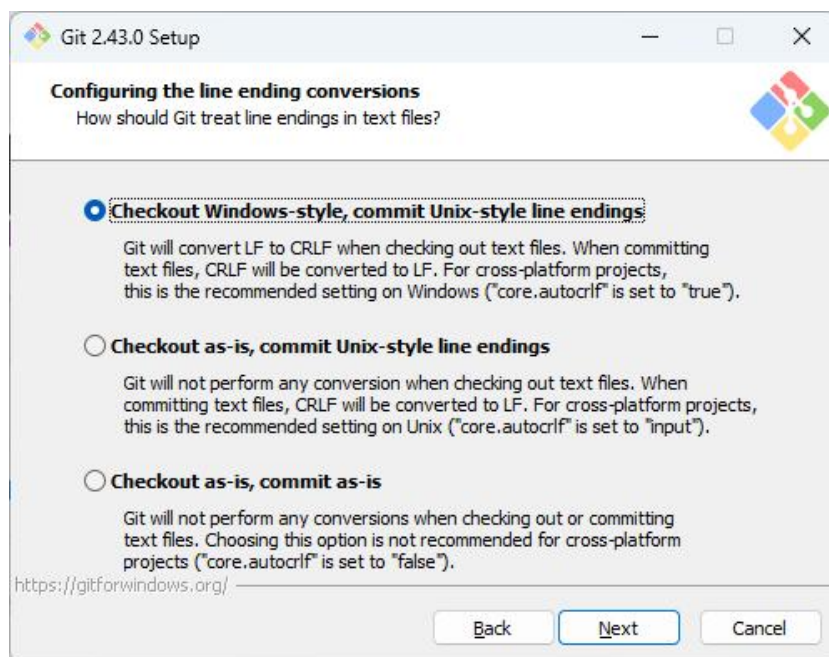 Git 2.43.0 Setup
Configuring the line ending conversions
How should Git treat line endings in text files?
Checkout Windows-style, commit Unix-style line endings
Git will convert LF to CRLF when checking out text files. When committing
text files, CRLF will be converted to LF. For cross-platform projects,
this is the recommended setting on Windows ("core.autocrlf" is set to "true").
Checkout as-is, commit Unix-style line endings
Git will not perform any conversion when checking out text files. When
committing text files, CRLF will be converted to LF. For cross-platform projects,
this is the recommended setting on Unix ("core.autocrlf" is set to "input").
Checkout as-is, commit as-is
Git will not perform any conversions when checking out or committing
text files. Choosing this option is not recommended for cross-platform
projects ("core.autocrlf" is set to "false").
https://gitforwindows.org/
Back Next Cancel